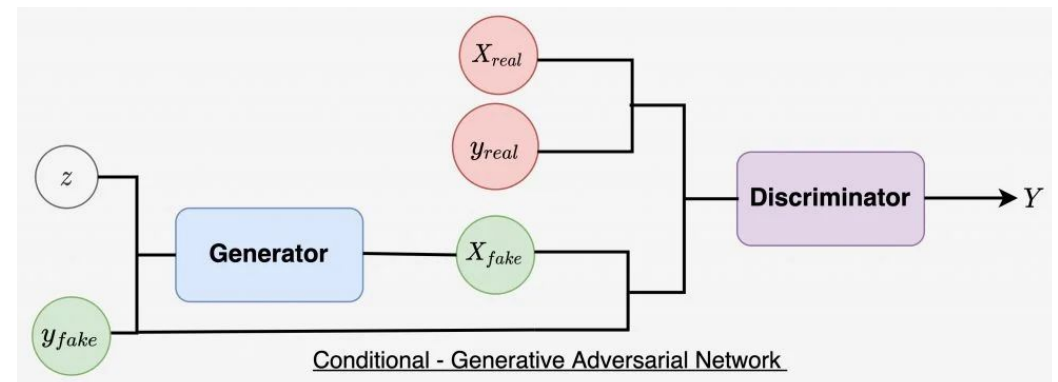 X_real
y_real
z
Discriminator
Y
Generator
X_fake
y_fake
Conditional - Generative Adversarial Network